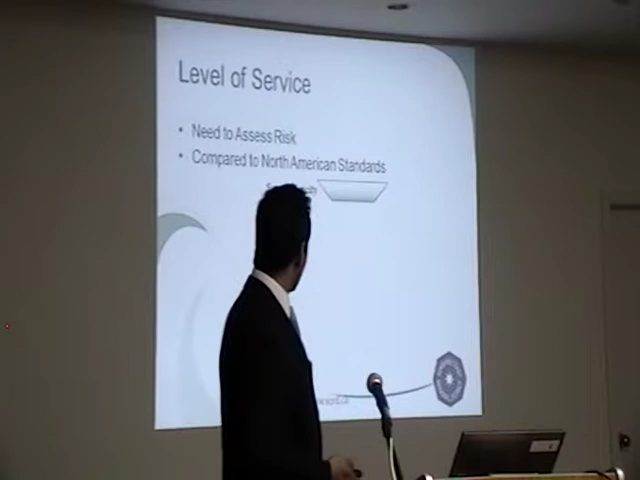 Level of Service
• Need to Assess Risk
• Compared to North American Standards